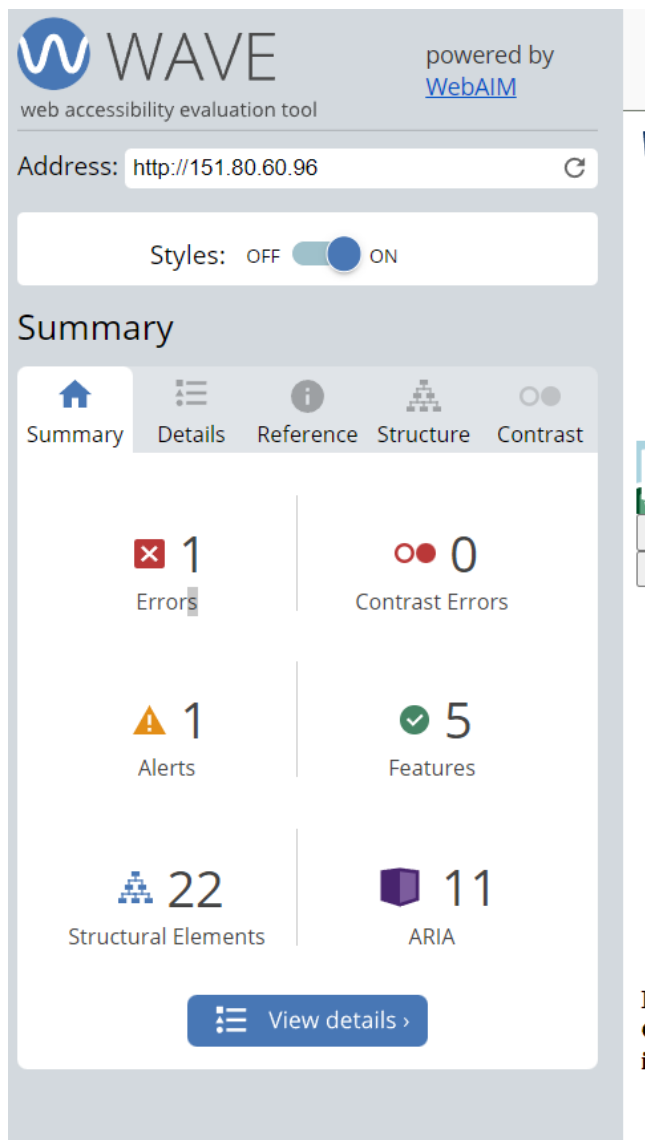 WAVE
web accessibility evaluation tool
powered by
WebAIM
Address: http://151.80.60.96
Styles: OFF ON
Summary
Summary Details Reference Structure Contrast
1
Errors
0
Contrast Errors
1
Alerts
5
Features
22
Structural Elements
11
ARIA
View details ›